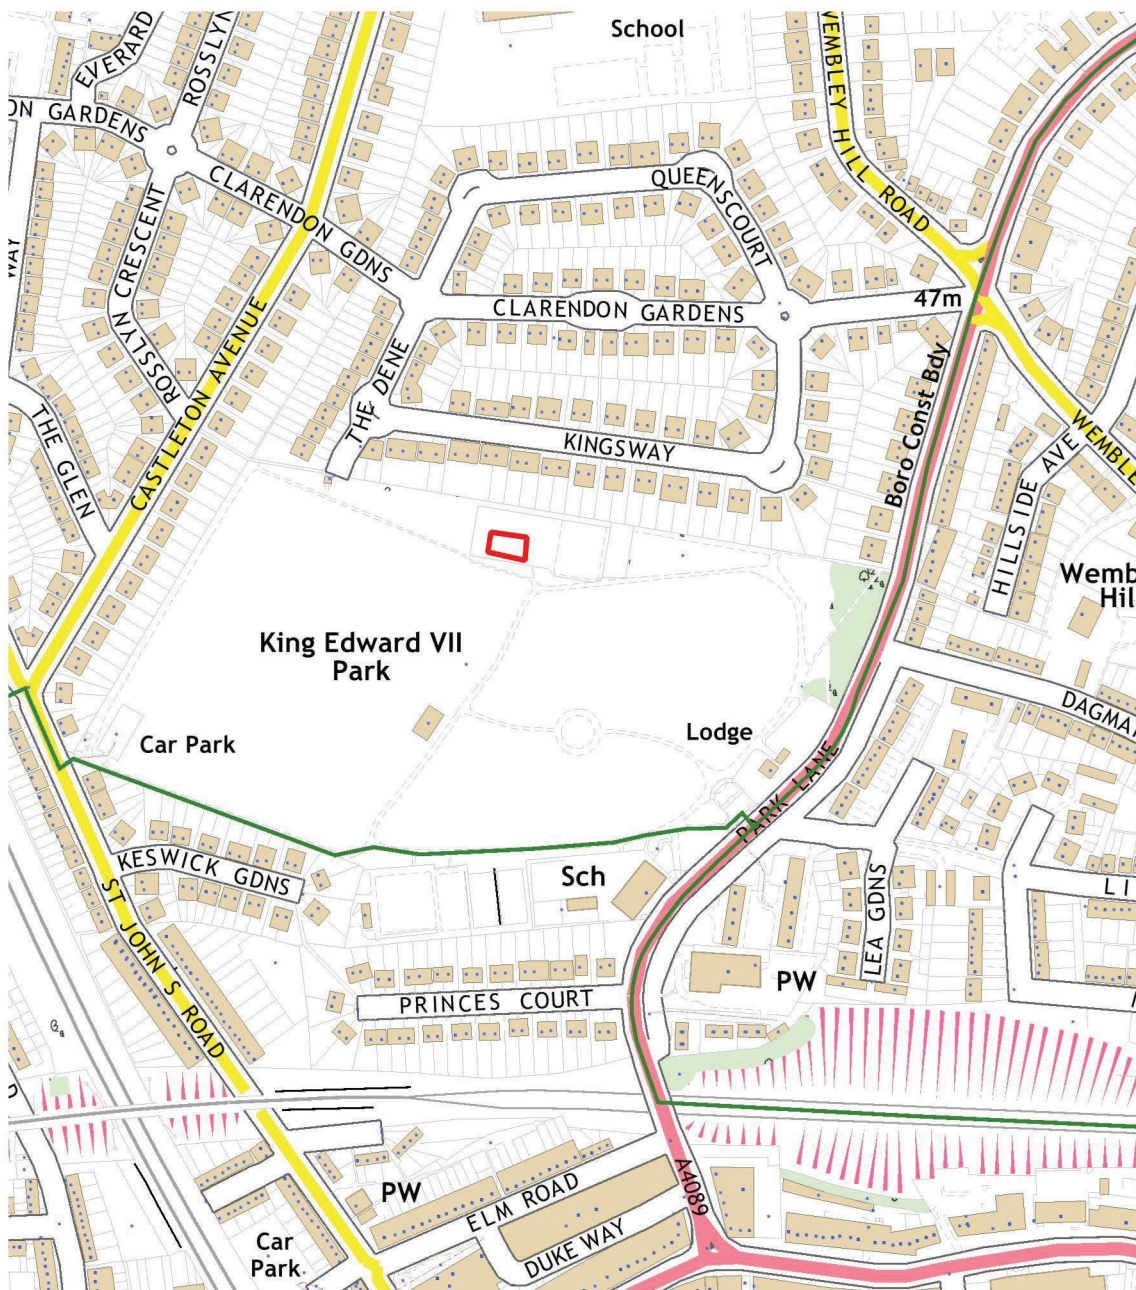 School
EVERARD
ROSSLYN
WEMBLEY HILL ROAD
ON GARDENS
CLARENDON GDNS
QUEENSCOURT
WAY
ROSSLYN CRESCENT
CLARENDON GARDENS
47m
THE DENE
Boro Const Bdy
THE GLEN
CASTLETON AVENUE
KINGSWAY
WEMBLE
HILLSIDE AVE
Wemb
Hil
King Edward VII
Park
DAGMA
Car Park
Lodge
PARK LANE
KESWICK GDNS
Sch
LEA GDNS
LI
ST JOHN S ROAD
PRINCES COURT
PW
PW
ELM ROAD
A4089
DUKE WAY
Car
Park